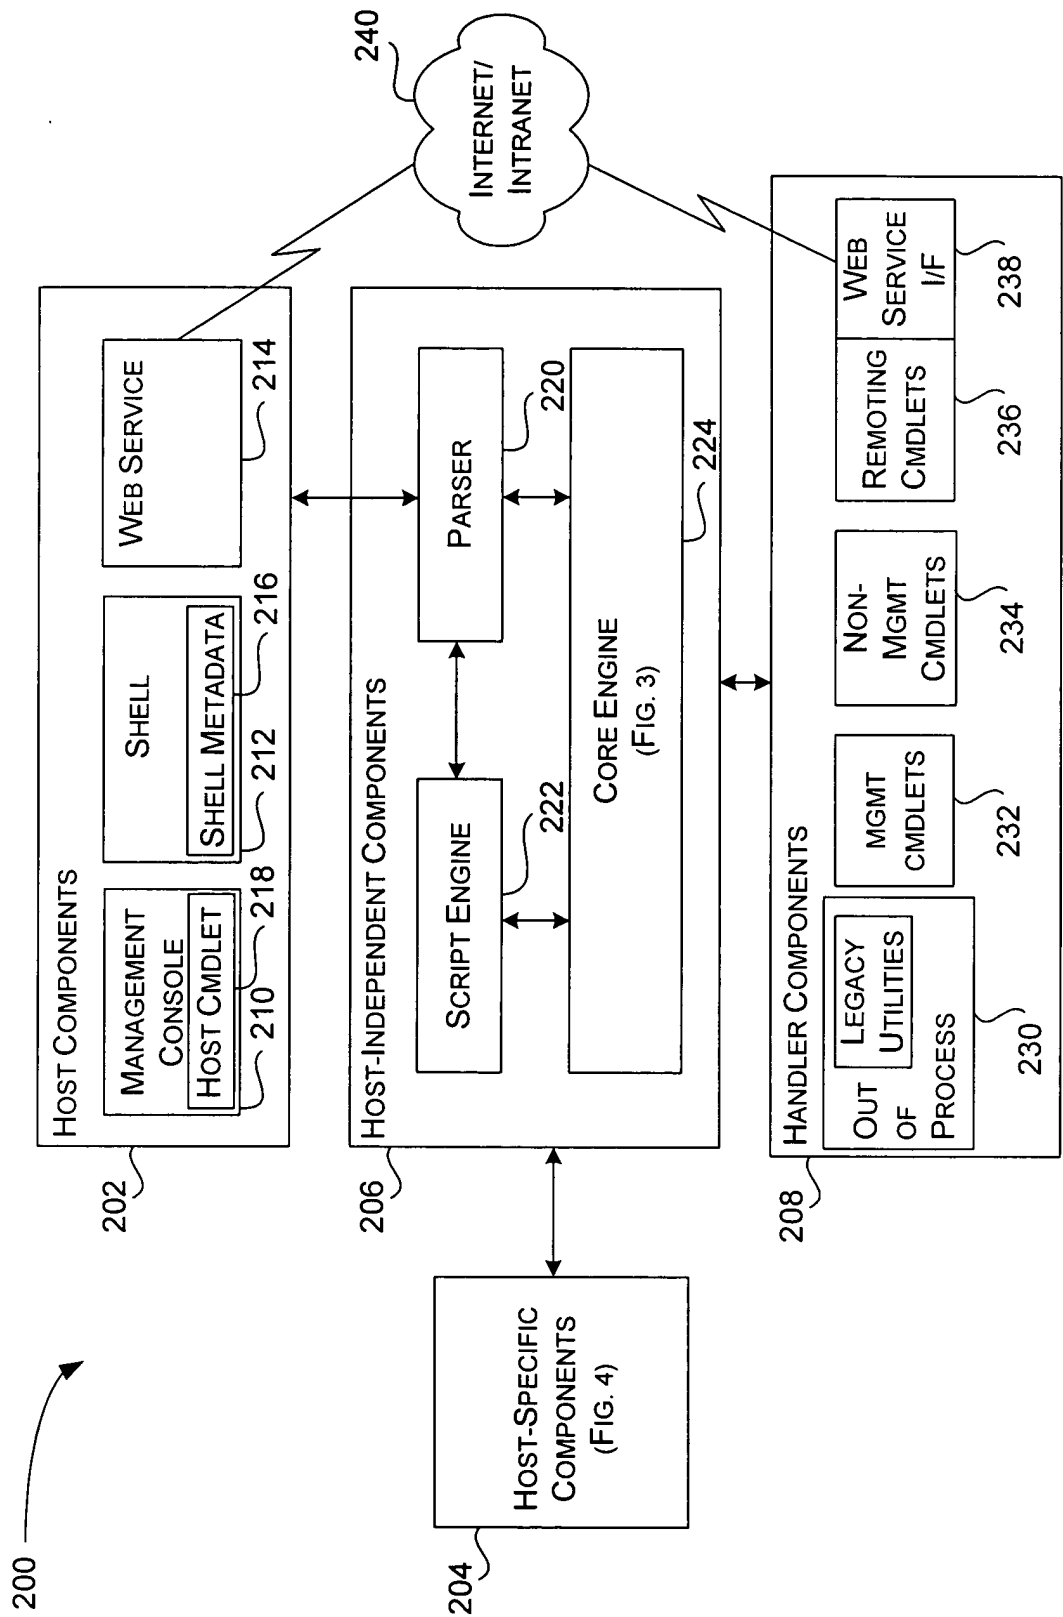 200
HOST COMPONENTS
202
MANAGEMENT
CONSOLE
HOST CMDLET
210
218
SHELL
SHELL METADATA
212
216
WEB SERVICE
214
INTERNET/
INTRANET
240
HOST-SPECIFIC
COMPONENTS
(FIG. 4)
204
HOST-INDEPENDENT COMPONENTS
206
SCRIPT ENGINE
222
PARSER
220
CORE ENGINE
(FIG. 3)
224
HANDLER COMPONENTS
208
OUT
OF
PROCESS
LEGACY
UTILITIES
230
MGMT
CMDLETS
232
NON-
MGMT
CMDLETS
234
REMOTING
CMDLETS
236
WEB
SERVICE
I/F
238